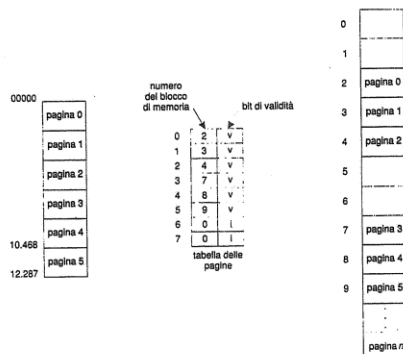 00000
pagina 0
pagina 1
pagina 2
pagina 3
pagina 4
10.468
pagina 5
12.287
numero
del blocco
di memoria
bit di validità
0 2 v
1 3 v
2 4 v
3 7 v
4 8 v
5 9 v
6 0 i
7 0 i
tabella delle
pagine
0
1
2 pagina 0
3 pagina 1
4 pagina 2
5
6
7 pagina 3
8 pagina 4
9 pagina 5
pagina n